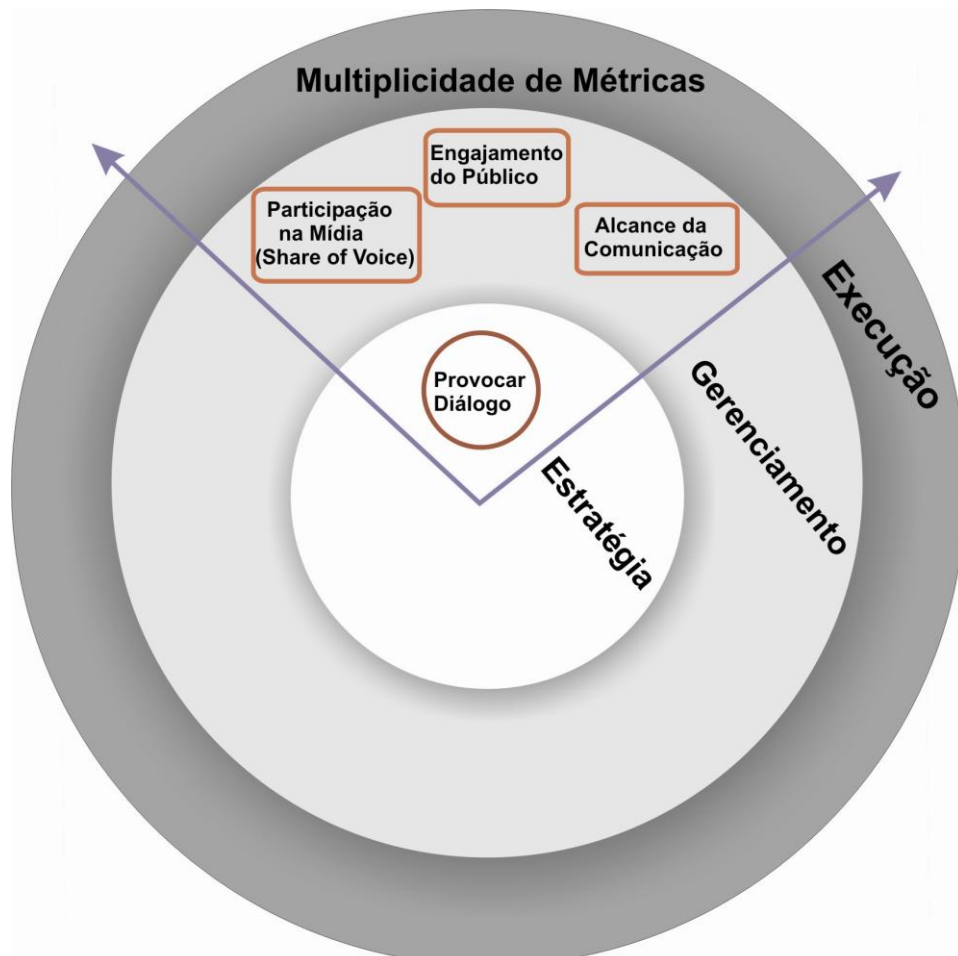 Multiplicidade de Métricas
Engajamento
do Público
Participação
na Mídia
(Share of Voice)
Alcance da
Comunicação
Provocar
Diálogo
Estratégia
Gerenciamento
Execução